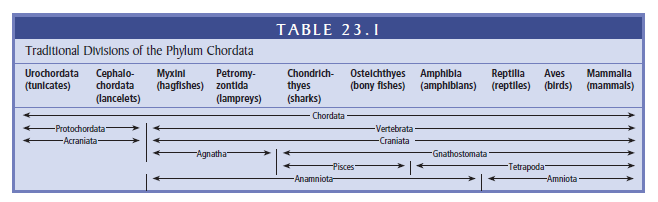 TABLE 23.1
Traditional Divisions of the Phylum Chordata
Urochordata Cephalo- Myxini Petromy- Chondrich- Osteichthyes Amphibia Reptilia Aves Mammalia
(tunicates) chordata (hagfishes) zontida thyes (bony fishes) (amphibians) (reptiles) (birds) (mammals)
(lancelets) (lampreys) (sharks)
Chordata
Protochordata Vertebrata
Acraniata Craniata
Agnatha Gnathostomata
Pisces Tetrapoda
Anamniota Amniota